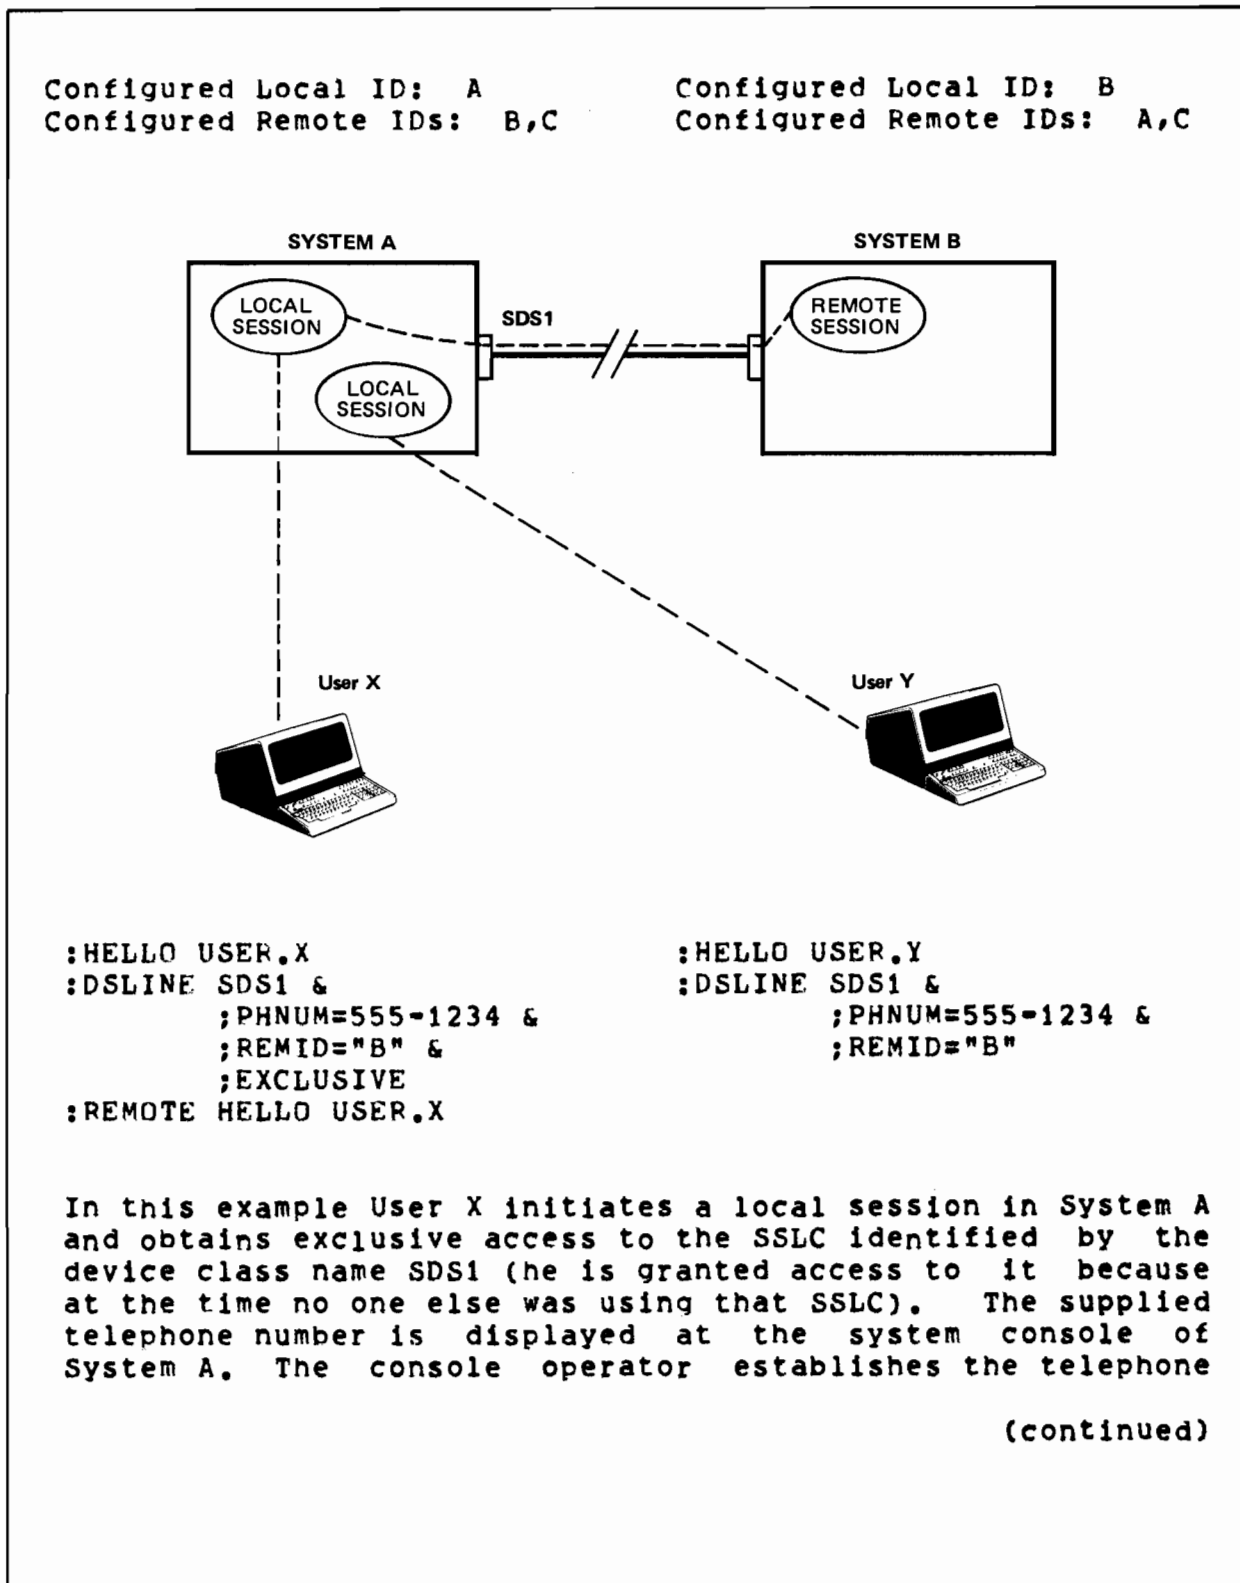 Configured Local ID:  A
Configured Remote IDs:  B,C
Configured Local ID:  B
Configured Remote IDs:  A,C
SYSTEM A
SYSTEM B
LOCAL
SESSION
SDS1
REMOTE
SESSION
LOCAL
SESSION
User X
User Y
:HELLO USER.X
:DSLINE SDS1 &
;PHNUM=555-1234 &
;REMID="B" &
;EXCLUSIVE
:REMOTE HELLO USER.X
:HELLO USER.Y
:DSLINE SDS1 &
;PHNUM=555-1234 &
;REMID="B"
In this example User X initiates a local session in System A
and obtains exclusive access to the SSLC identified by the
device class name SDS1 (he is granted access to it because
at the time no one else was using that SSLC). The supplied
telephone number is displayed at the system console of
System A. The console operator establishes the telephone
(continued)